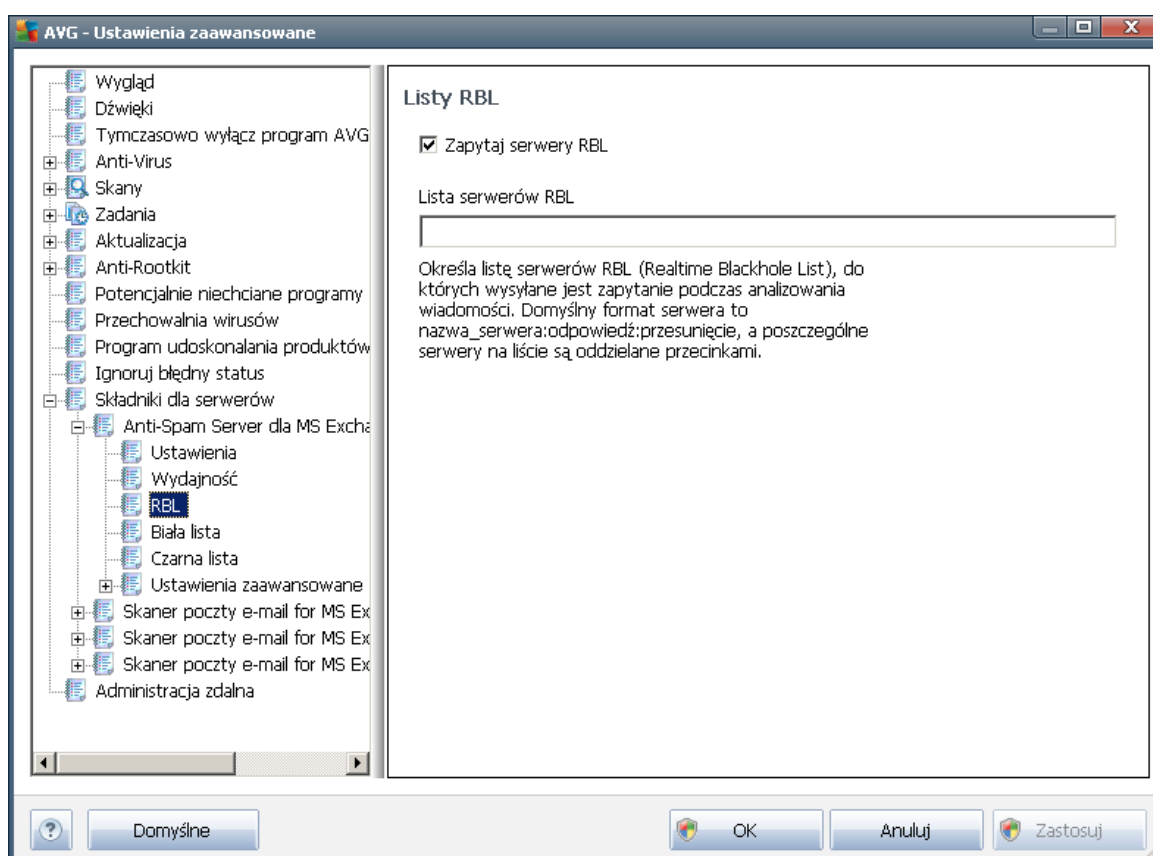 AVG - Ustawienia zaawansowane
Wygląd
Dźwięki
Tymczasowo wyłącz program AVG
Anti-Virus
Skany
Zadania
Aktualizacja
Anti-Rootkit
Potencjalnie niechciane programy
Przechowalnia wirusów
Program udoskonalania produktów
Ignoruj błędny status
Składniki dla serwerów
Anti-Spam Server dla MS Excha
Ustawienia
Wydajność
RBL
Biała lista
Czarna lista
Ustawienia zaawansowane
Skaner poczty e-mail for MS Ex
Skaner poczty e-mail for MS Ex
Skaner poczty e-mail for MS Ex
Administracja zdalna
Listy RBL
Zapytaj serwery RBL
Lista serwerów RBL
Określa listę serwerów RBL (Realtime Blackhole List), do
których wysyłane jest zapytanie podczas analizowania
wiadomości. Domyślny format serwera to
nazwa_serwera:odpowiedź:przesunięcie, a poszczególne
serwery na liście są oddzielane przecinkami.
Domyślne
OK
Anuluj
Zastosuj